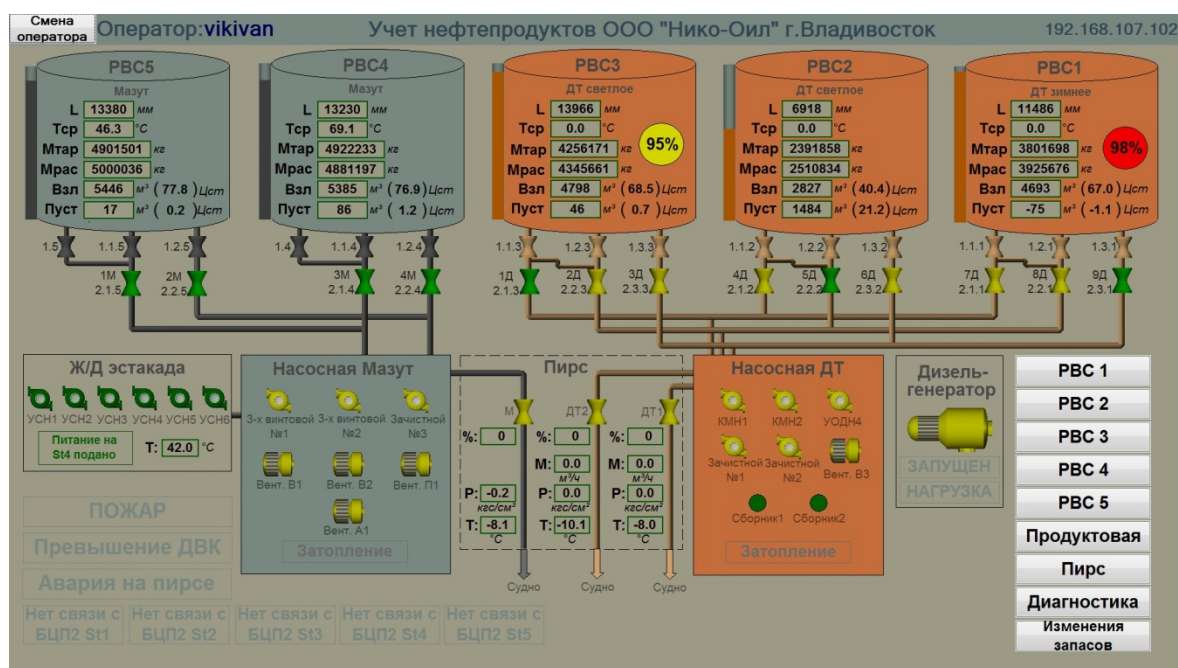 Смена
оператора
Оператор:vikivan
Учет нефтепродуктов ООО "Нико-Ойл" г.Владивосток
192.168.107.102
РВС5
Мазут
L 13380 мм
Тср 46.3 °C
Мтар 4901501 кг
Мрас 5000036 кг
Взл 5446 м³ ( 77.8 ) Цст
Пуст 17 м³ ( 0.2 ) Цст
РВС4
Мазут
L 13230 мм
Тср 69.1 °C
Мтар 4922233 кг
Мрас 4881197 кг
Взл 5385 м³ ( 76.9 ) Цст
Пуст 86 м³ ( 1.2 ) Цст
РВС3
ДТ светлое
L 13966 мм
Тср 0.0 °C
Мтар 4256171 кг
95%
Мрас 4345661 кг
Взл 4798 м³ ( 68.5 ) Цст
Пуст 46 м³ ( 0.7 ) Цст
РВС2
ДТ светлое
L 6918 мм
Тср 0.0 °C
Мтар 2391858 кг
Мрас 2510834 кг
Взл 2827 м³ ( 40.4 ) Цст
Пуст 1484 м³ ( 21.2 ) Цст
РВС1
ДТ зимнее
L 11486 мм
Тср 0.0 °C
Мтар 3801698 кг
98%
Мрас 3925676 кг
Взл 4693 м³ ( 67.0 ) Цст
Пуст -75 м³ ( -1.1 ) Цст
1.5 1.1.5 1.2.5 1.4 1.1.4 1.2.4 1.1.3 1.2.3 1.3.3 1.1.2 1.2.2 1.3.2 1.1.1 1.2.1 1.3.1
1М 2М 3М 4М 1Д 2Д 3Д 4Д 5Д 6Д 7Д 8Д 9Д
2.1.5 2.2.5 2.1.4 2.2.4 2.1.3 2.2.3 2.3.3 2.1.2 2.2.2 2.3.2 2.1.1 2.2.1 2.3.1
Ж/Д эстакада
УСН1 УСН2 УСН3 УСН4 УСН5 УСН6
Питание на
St4 подано
Т: 42.0 °C
Насосная Мазут
3-х винтовой 3-х винтовой Зачистной
№1 №2 №3
Вент. В1 Вент. В2 Вент. П1
Вент. А1
Затопление
Пирс
М ДТ2 ДТ1
%: 0 %: 0 %: 0
М: 0.0 М: 0.0
м³/ч м³/ч
Р: -0.2 Р: 0.0 Р: 0.0
кгс/см² кгс/см² кгс/см²
Т: -8.1 Т: -10.1 Т: -8.0
°C °C °C
Судно Судно Судно
Насосная ДТ
КМН1 КМН2 УОДН4
Зачистной Зачистной
№1 №2 Вент. В3
Сборник1 Сборник2
Затопление
Дизель-
генератор
ЗАПУЩЕН
НАГРУЗКА
РВС 1
РВС 2
РВС 3
РВС 4
РВС 5
Продуктовая
Пирс
Диагностика
Изменения
запасов
ПОЖАР
Превышение ДВК
Авария на пирсе
Нет связи с Нет связи с Нет связи с Нет связи с Нет связи с
БЦП2 St1 БЦП2 St2 БЦП2 St3 БЦП2 St4 БЦП2 St5